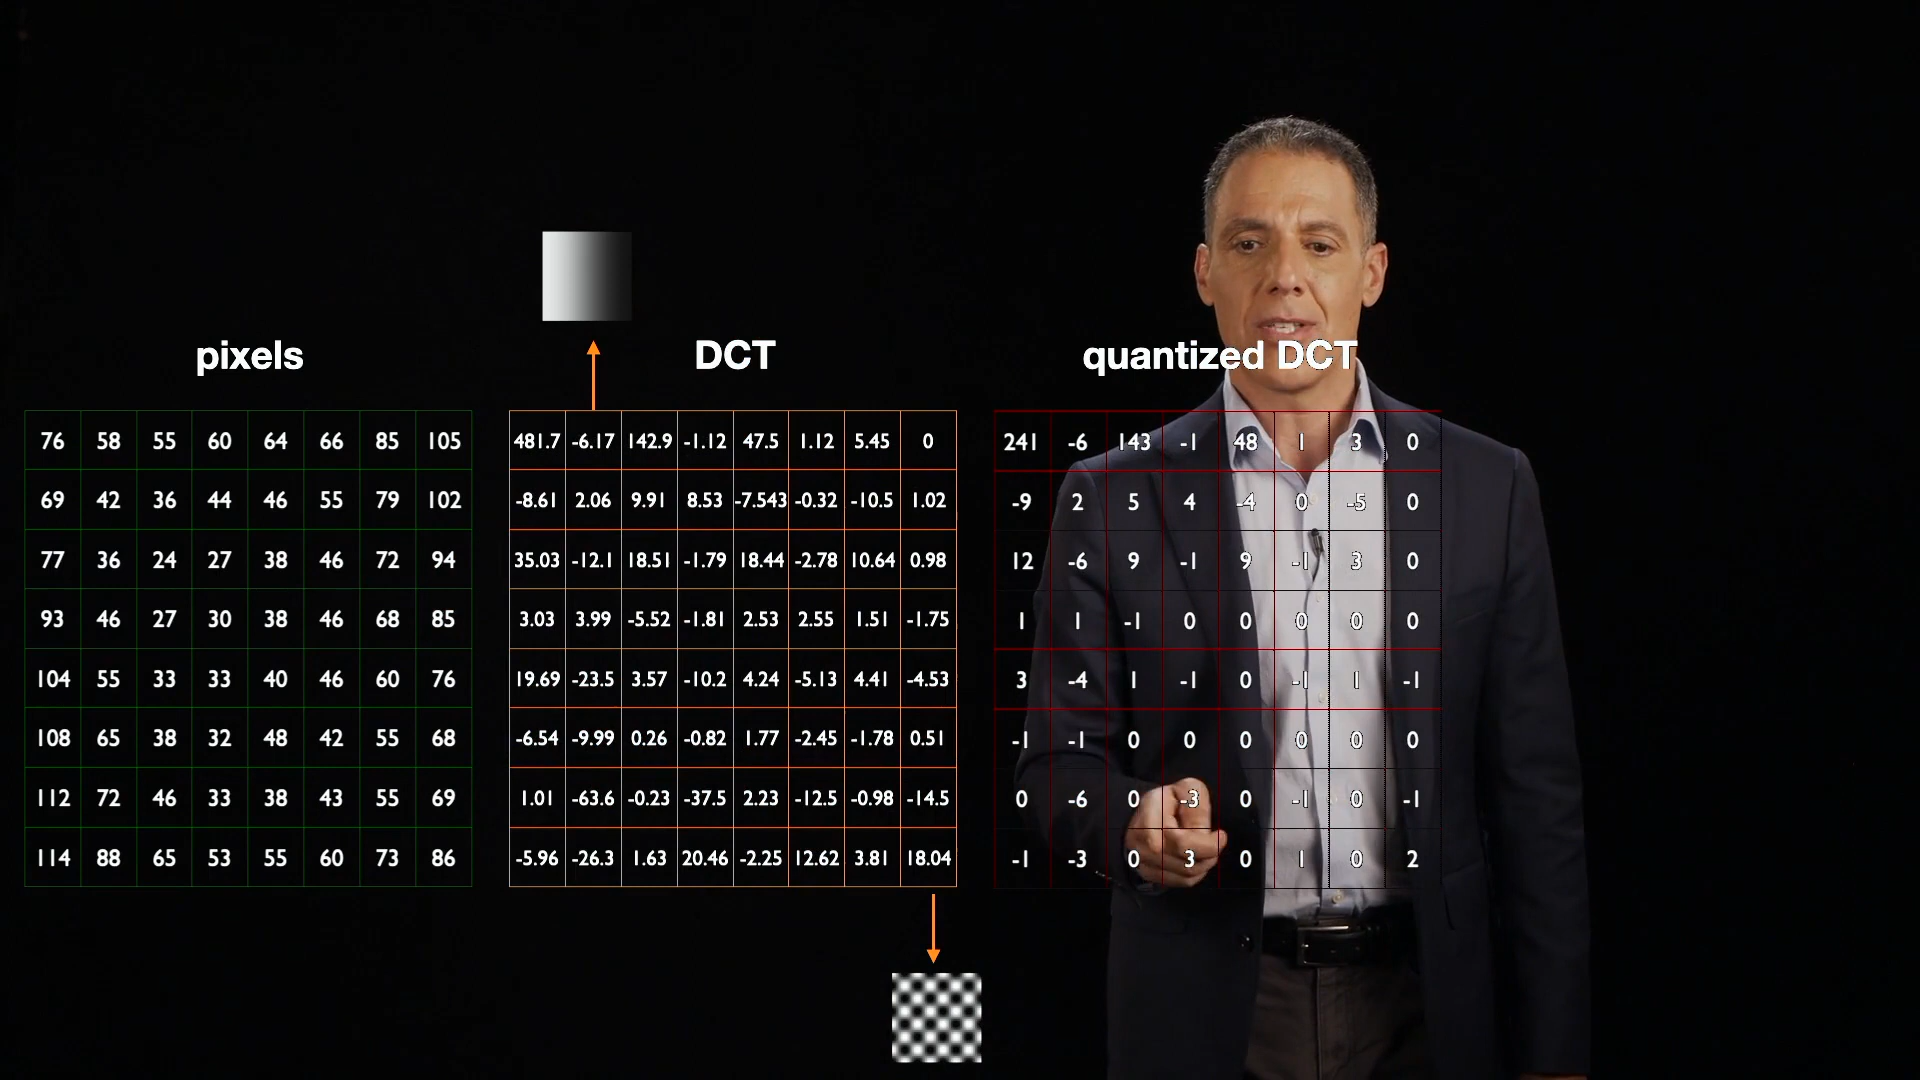 pixels DCT quantized DCT
76 58 55 60 64 66 85 105 481.7 -6.17 142.9 -1.12 47.5 1.12 5.45 0 241 -6 143 -1 48 1 3 0
69 42 36 44 46 55 79 102 -8.61 2.06 9.91 8.53 -7.543 -0.32 -10.5 1.02 -9 2 5 4 -4 0 -5 0
77 36 24 27 38 46 72 94 35.03 -12.1 18.51 -1.79 18.44 -2.78 10.64 0.98 12 -6 9 -1 9 -1 3 0
93 46 27 30 38 46 68 85 3.03 3.99 -5.52 -1.81 2.53 2.55 1.51 -1.75 1 1 -1 0 0 0 0 0
104 55 33 33 40 46 60 76 19.69 -23.5 3.57 -10.2 4.24 -5.13 4.41 -4.53 3 -4 1 -1 0 -1 1 -1
108 65 38 32 48 42 55 68 -6.54 -9.99 0.26 -0.82 1.77 -2.45 -1.78 0.51 -1 -1 0 0 0 0 0 0
112 72 46 33 38 43 55 69 1.01 -63.6 -0.23 -37.5 2.23 -12.5 -0.98 -14.5 0 -6 0 -3 0 -1 0 -1
114 88 65 53 55 60 73 86 -5.96 -26.3 1.63 20.46 -2.25 12.62 3.81 18.04 -1 -3 0 3 0 1 0 2